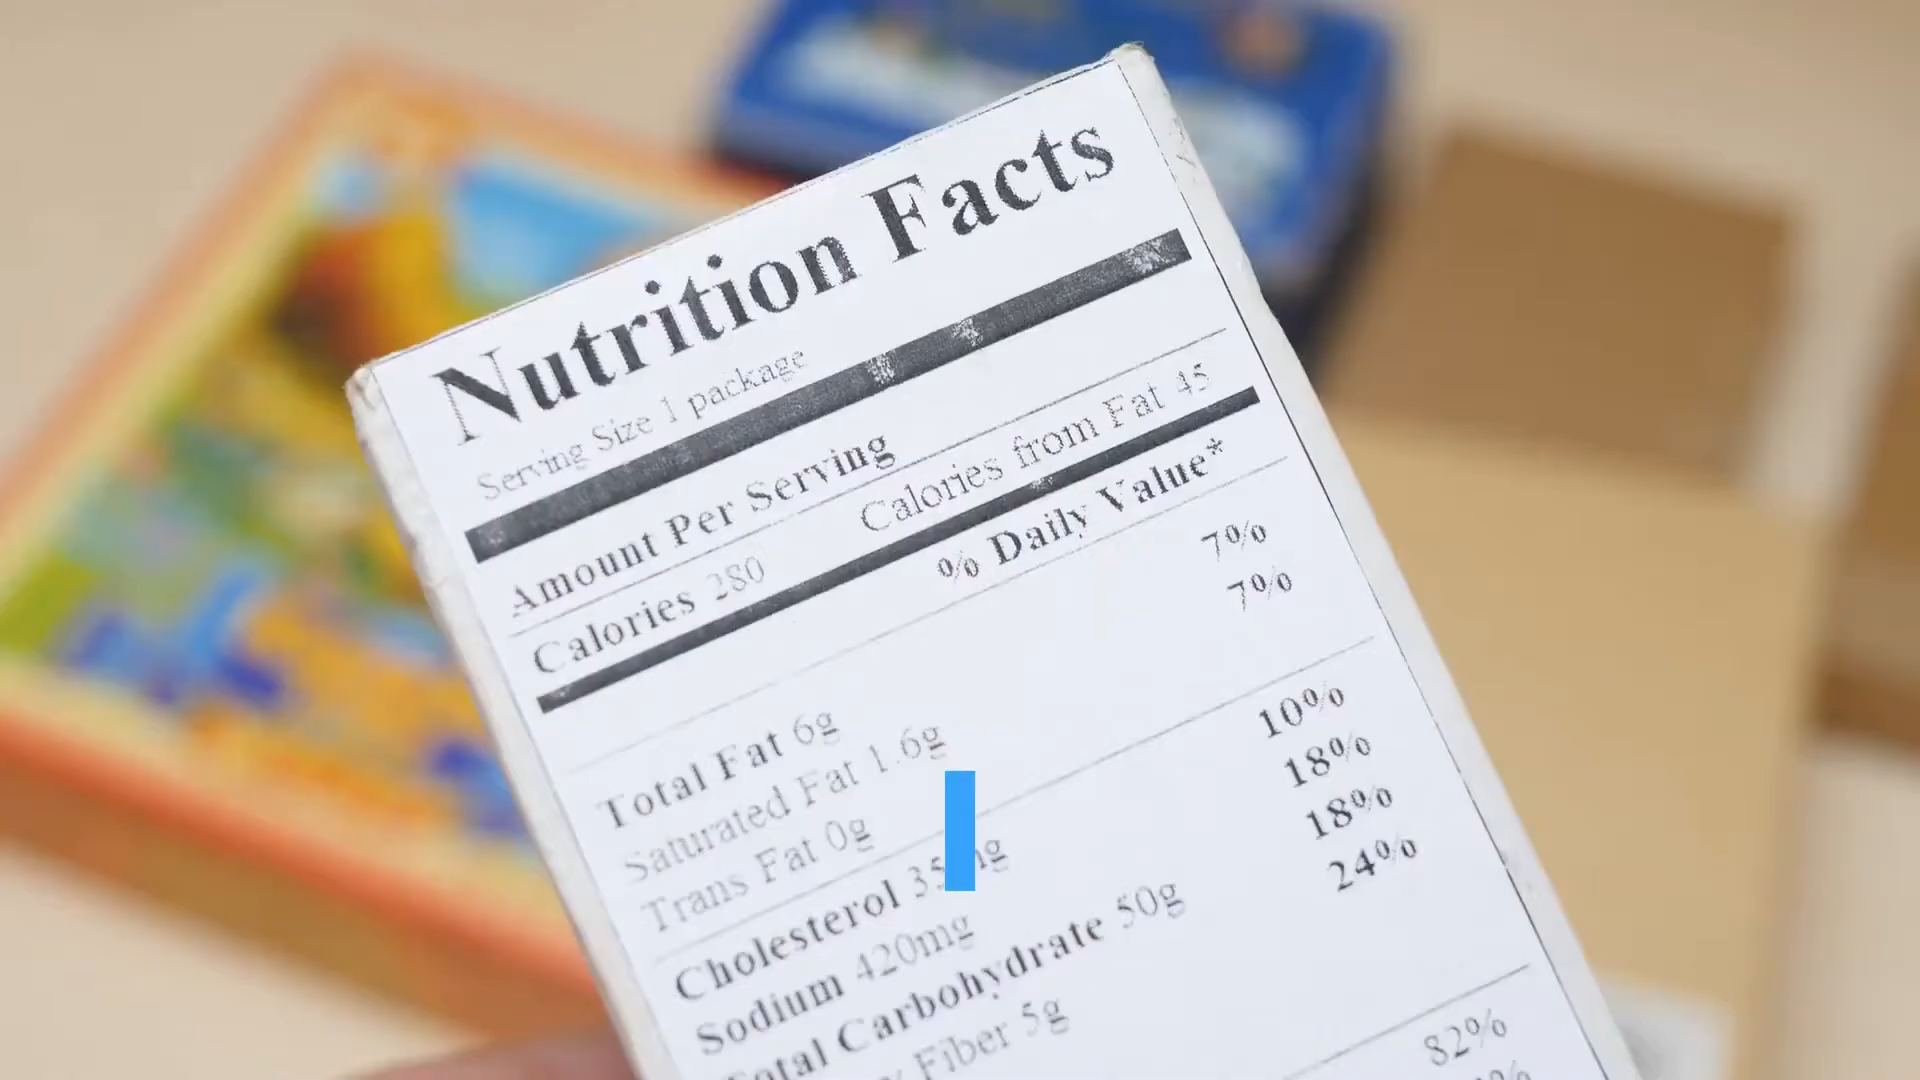 Nutrition Facts
Serving Size 1 package
Amount Per Serving
Calories 280 Calories from Fat 45
% Daily Value*
Total Fat 6g 7%
Saturated Fat 1.6g 7%
Trans Fat 0g
Cholesterol 10%
Sodium 420mg 18%
Total Carbohydrate 50g 18%
Fiber 5g 24%
82%